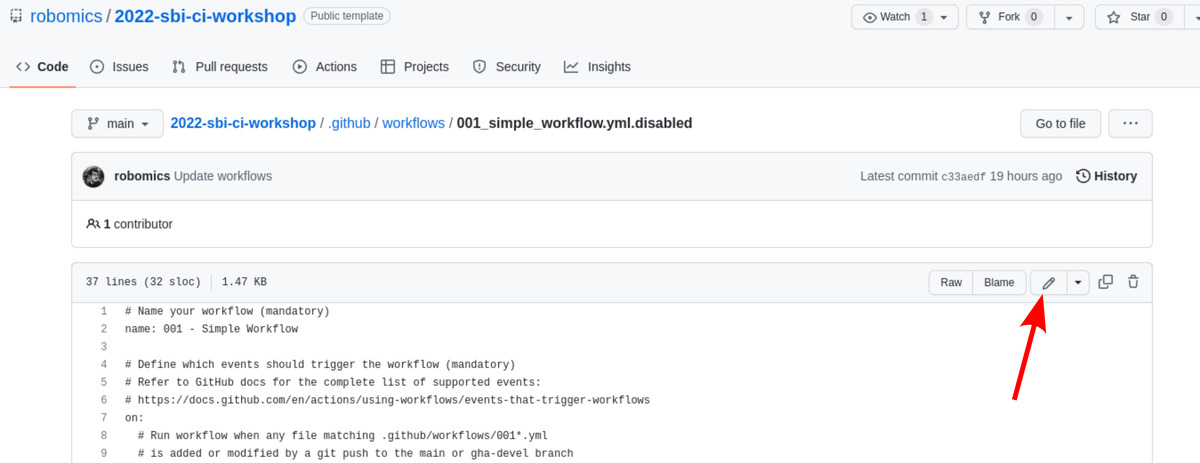 robomics / 2022-sbi-ci-workshop Public template Watch 1 Fork 0 Star 0
Code Issues Pull requests Actions Projects Security Insights
main 2022-sbi-ci-workshop / .github / workflows / 001_simple_workflow.yml.disabled Go to file ...
robomics Update workflows Latest commit c33aedf 19 hours ago History
1 contributor
37 lines (32 sloc) 1.47 KB Raw Blame
1 # Name your workflow (mandatory)
2 name: 001 - Simple Workflow
3
4 # Define which events should trigger the workflow (mandatory)
5 # Refer to GitHub docs for the complete list of supported events:
6 # https://docs.github.com/en/actions/using-workflows/events-that-trigger-workflows
7 on:
8   # Run workflow when any file matching .github/workflows/001*.yml
9   # is added or modified by a git push to the main or gha-devel branch